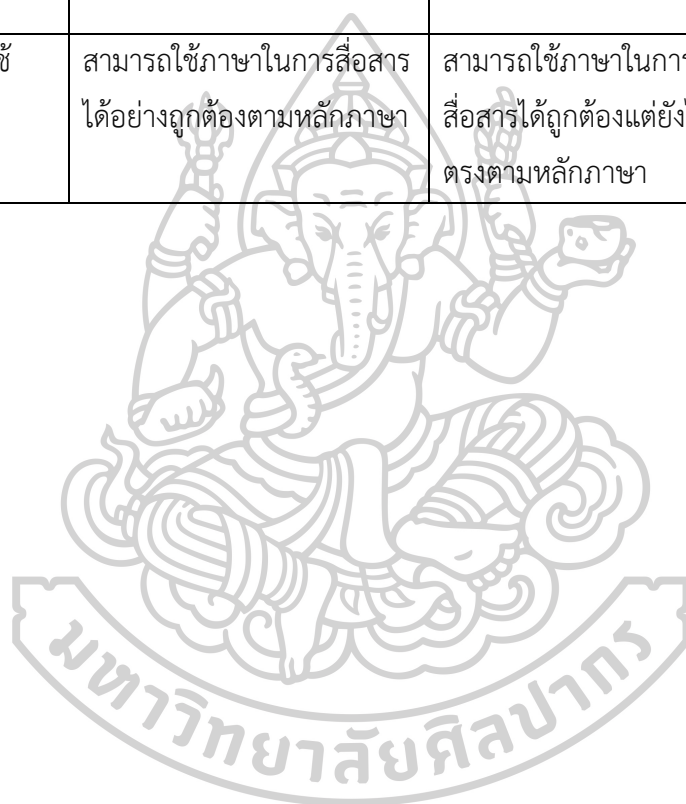 สามารถใช้ภาษาในการสื่อสาร
ได้อย่างถูกต้องตามหลักภาษา
สามารถใช้ภาษาในการ
สื่อสารได้ถูกต้องแต่ยัง
ตรงตามหลักภาษา
มหาวิทยาลัยศิลปากร